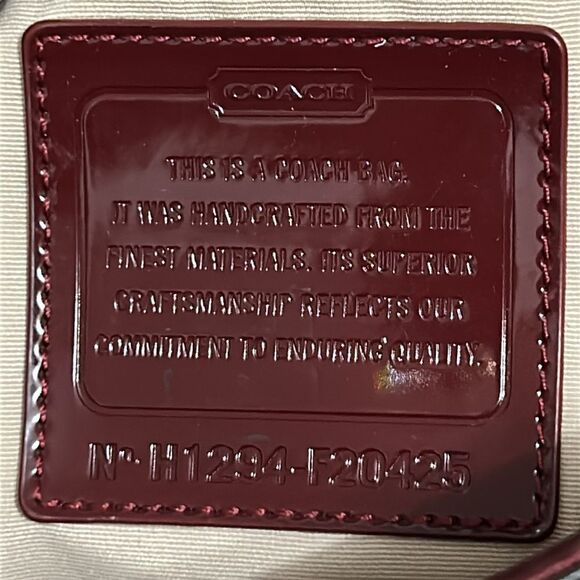 COACH
THIS IS A COACH BAG.
IT WAS HANDCRAFTED FROM THE
FINEST MATERIALS. ITS SUPERIOR
CRAFTSMANSHIP REFLECTS OUR
COMMITMENT TO ENDURING QUALITY.
No. H1294-F20425